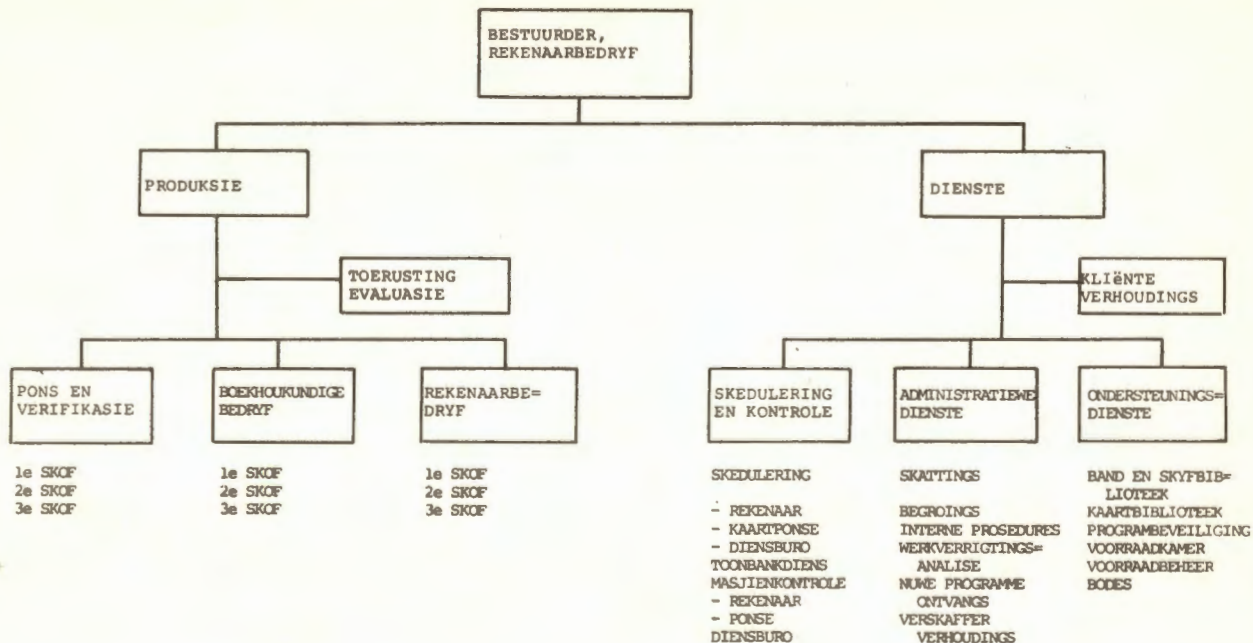 BESTUURDER,
REKENAARBEDRYF
PRODUKSIE
DIENSTE
TOERUSTING
EVALUASIE
KLIëNTE
VERHOUDINGS
PONS EN
VERIFIKASIE
BOEKHOUKUNDIGE
BEDRYF
REKENAARBE=
DRYF
SKEDULERING
EN KONTROLE
ADMINISTRATIEWE
DIENSTE
ONDERSTEUNINGS=
DIENSTE
1e SKOF
2e SKOF
3e SKOF
1e SKOF
2e SKOF
3e SKOF
1e SKOF
2e SKOF
3e SKOF
SKEDULERING
- REKENAAR
- KAARTPONSE
- DIENSBURO
TOONBANKDIENS
MASJIENKONTROLE
- REKENAAR
- PONSE
DIENSBURO
SKATTINGS
BEGROINGS
INTERNE PROSEDURES
WERKVERRIGTINGS=
ANALISE
NUWE PROGRAMME
ONTVANGS
VERSKAFFER
VERHOUDINGS
BAND EN SKYFBIB=
LIOTEEK
KAARTBIBLIOTEEK
PROGRAMBEVEILIGING
VOORRAADKAMER
VOORRAADBEHEER
BODES